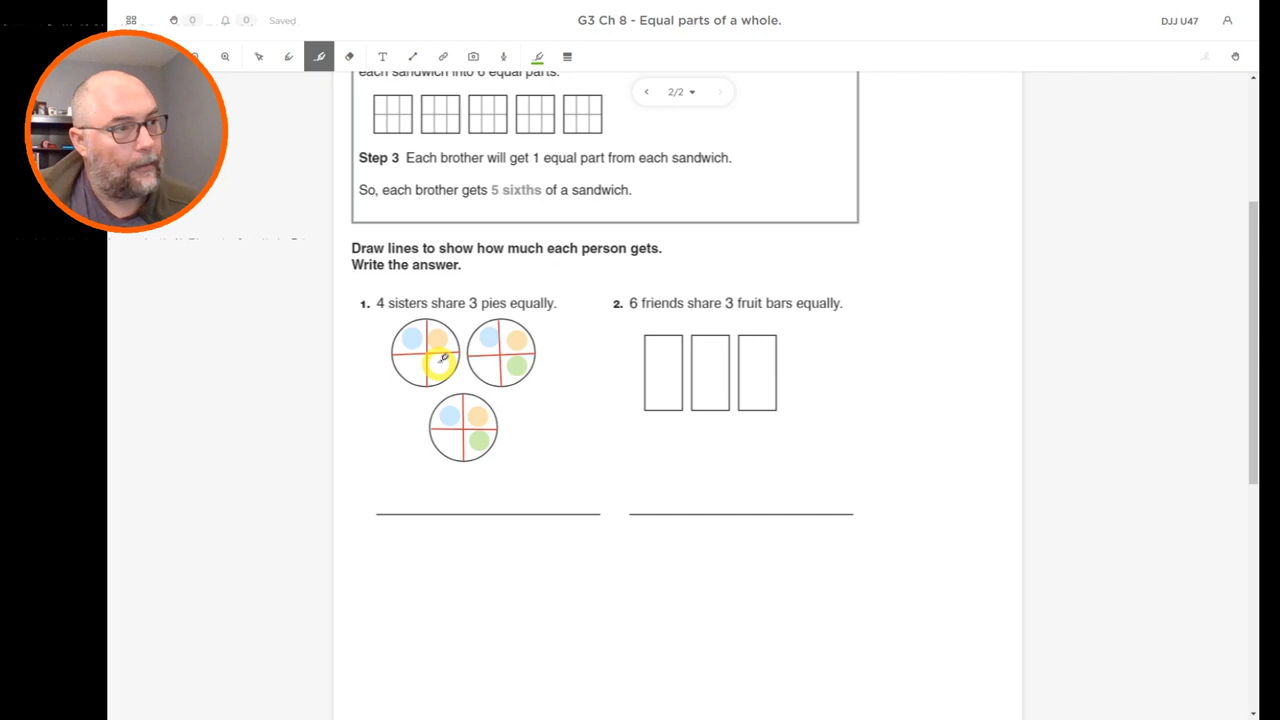 0
0
Saved
G3 Ch 8 - Equal parts of a whole.
DJJ U47
each sandwich into 6 equal parts.
2/2
Step 3 Each brother will get 1 equal part from each sandwich.
So, each brother gets 5 sixths of a sandwich.
Draw lines to show how much each person gets.
Write the answer.
1. 4 sisters share 3 pies equally.
2. 6 friends share 3 fruit bars equally.